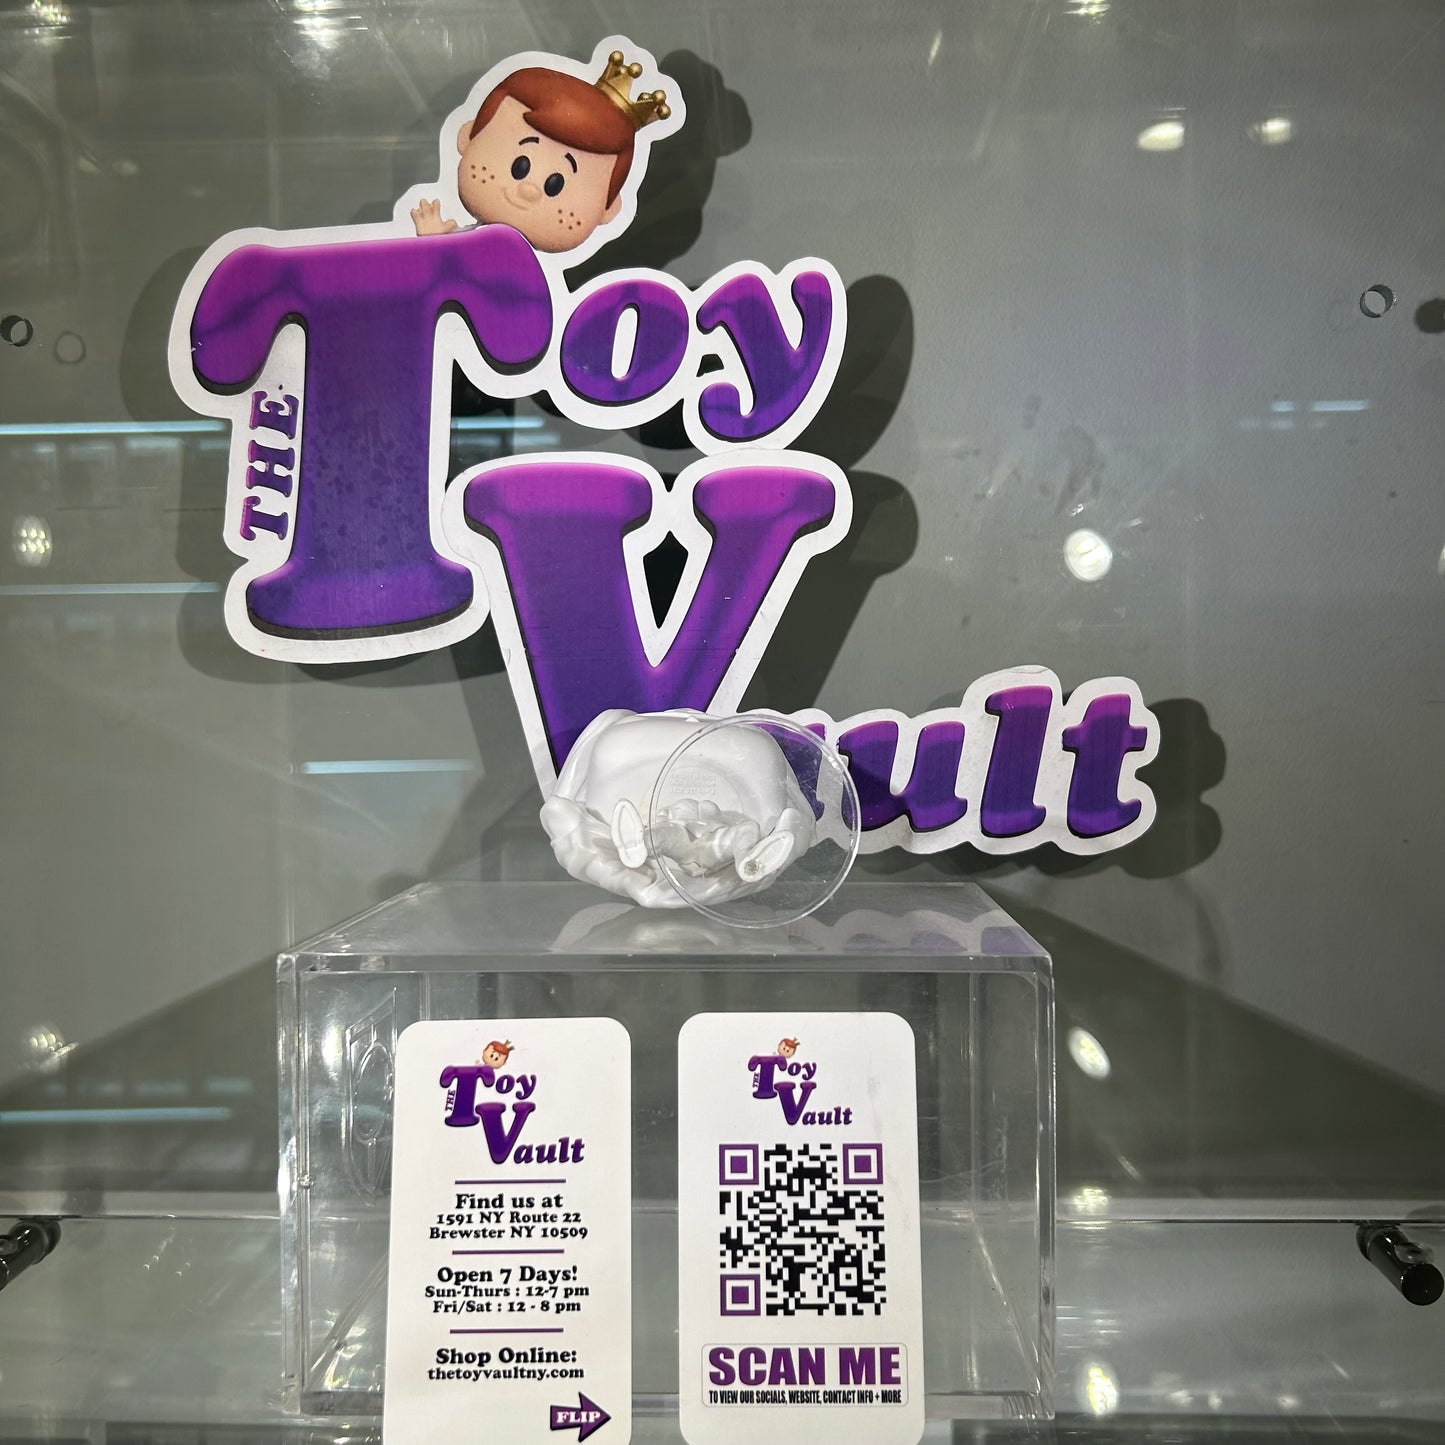 THE
Toy
Vault
THE
Toy
Vault
Find us at
1591 NY Route 22
Brewster NY 10509
Open 7 Days!
Sun-Thurs : 12-7 pm
Fri/Sat : 12 - 8 pm
Shop Online:
thetoyvaultny.com
FLIP
THE
Toy
Vault
SCAN ME
TO VIEW OUR SOCIALS, WEBSITE, CONTACT INFO + MORE